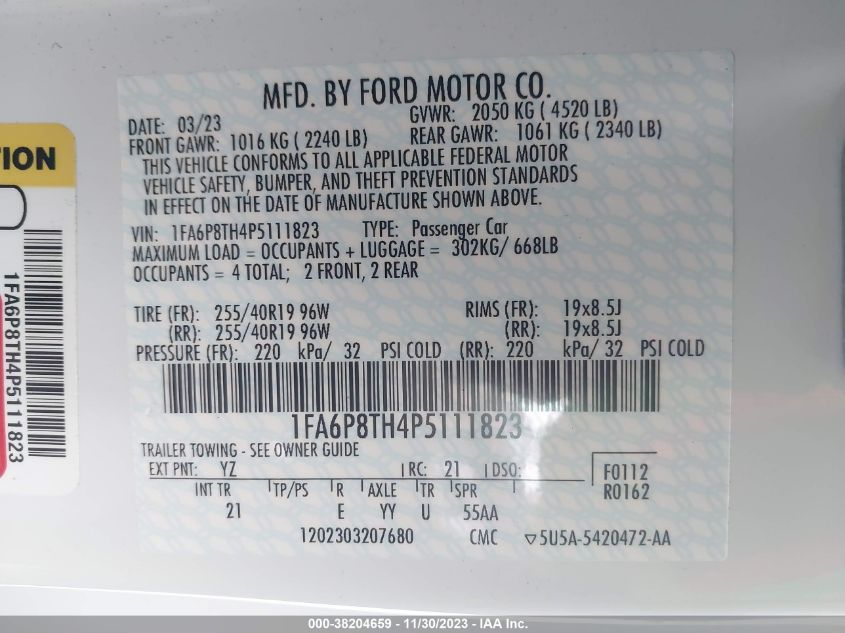 MFD. BY FORD MOTOR CO.
DATE: 03/23 GVWR: 2050 KG ( 4520 LB)
FRONT GAWR: 1016 KG ( 2240 LB) REAR GAWR: 1061 KG ( 2340 LB)
THIS VEHICLE CONFORMS TO ALL APPLICABLE FEDERAL MOTOR
VEHICLE SAFETY, BUMPER, AND THEFT PREVENTION STANDARDS
IN EFFECT ON THE DATE OF MANUFACTURE SHOWN ABOVE.
VIN: 1FA6P8TH4P5111823 TYPE: Passenger Car
MAXIMUM LOAD = OCCUPANTS + LUGGAGE = 302KG/ 668LB
OCCUPANTS = 4 TOTAL; 2 FRONT, 2 REAR
TIRE (FR): 255/40R19 96W RIMS (FR): 19x8.5J
(RR): 255/40R19 96W (RR): 19x8.5J
PRESSURE (FR): 220 kPa/ 32 PSI COLD (RR): 220 kPa/ 32 PSI COLD
1FA6P8TH4P5111823
TRAILER TOWING - SEE OWNER GUIDE
EXT PNT: YZ RC: 21 DSO: F0112
R0162
INT TR TP/PS R AXLE TR SPR
21 E YY U 55AA
1202303207680 CMC ▽5U5A-5420472-AA
TION
1FA6P8TH4P5111823
000-38204659 - 11/30/2023 - IAA Inc.